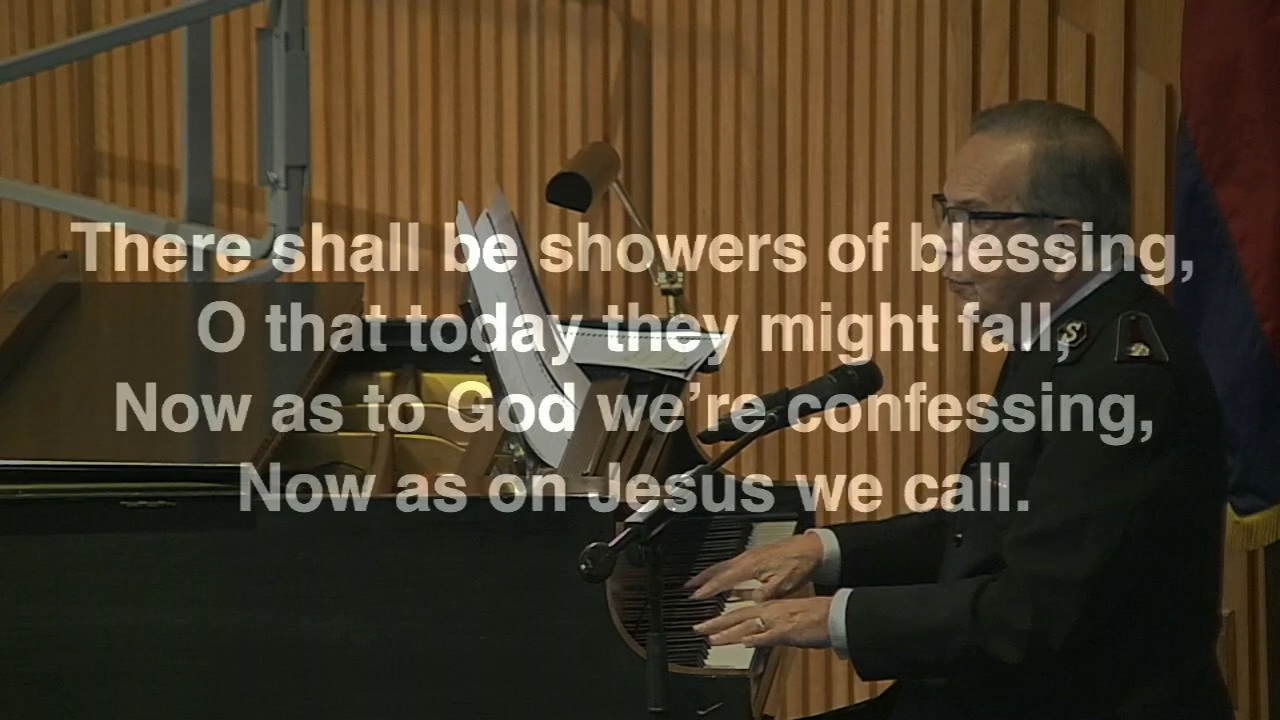 There shall be showers of blessing,
O that today they might fall,
Now as to God we’re confessing,
Now as on Jesus we call.
S